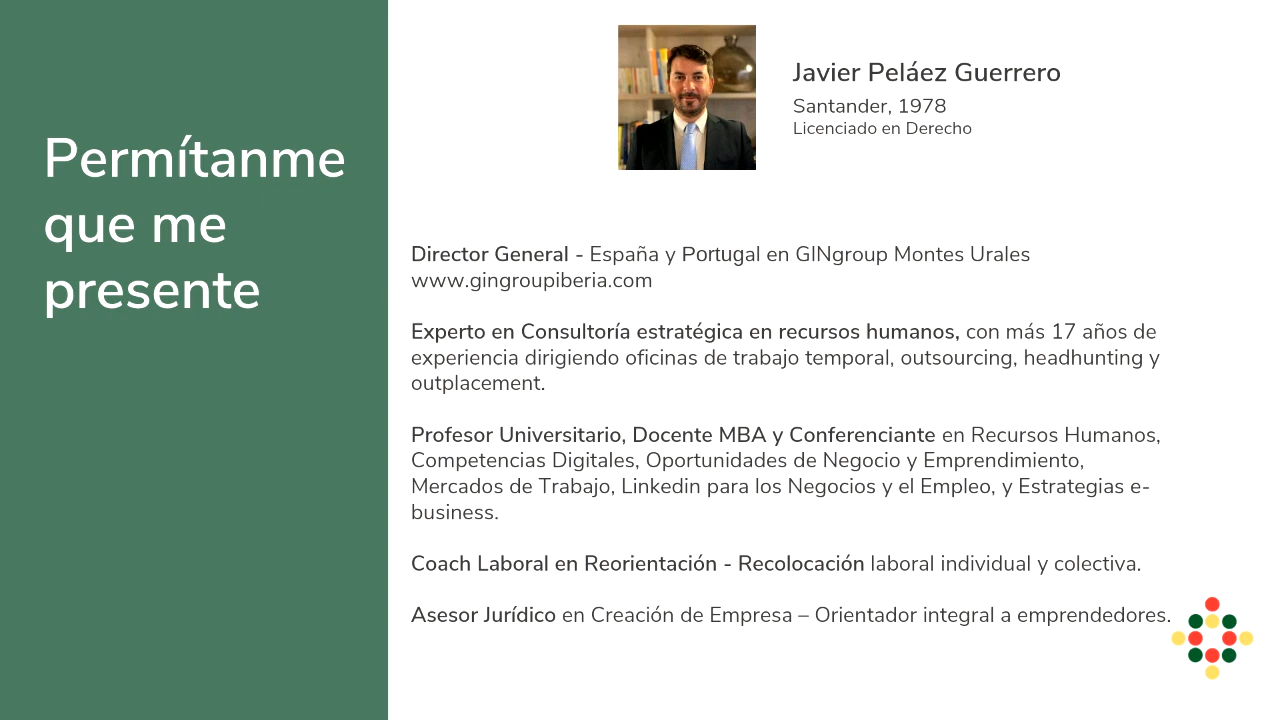 Permítanme
que me
presente
Javier Peláez Guerrero
Santander, 1978
Licenciado en Derecho
Director General - España y Portugal en GINgroup Montes Urales
www.gingroupiberia.com
Experto en Consultoría estratégica en recursos humanos, con más 17 años de
experiencia dirigiendo oficinas de trabajo temporal, outsourcing, headhunting y
outplacement.
Profesor Universitario, Docente MBA y Conferenciante en Recursos Humanos,
Competencias Digitales, Oportunidades de Negocio y Emprendimiento,
Mercados de Trabajo, Linkedin para los Negocios y el Empleo, y Estrategias e-
business.
Coach Laboral en Reorientación - Recolocación laboral individual y colectiva.
Asesor Jurídico en Creación de Empresa – Orientador integral a emprendedores.